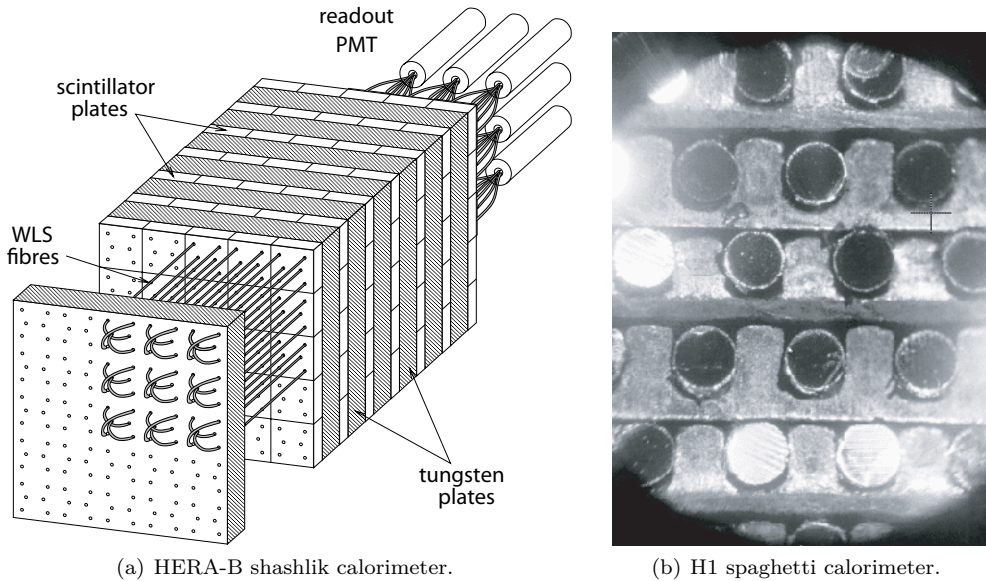 readout
PMT
scintillator
plates
WLS
fibres
tungsten
plates
(a) HERA-B shashlik calorimeter.
(b) H1 spaghetti calorimeter.